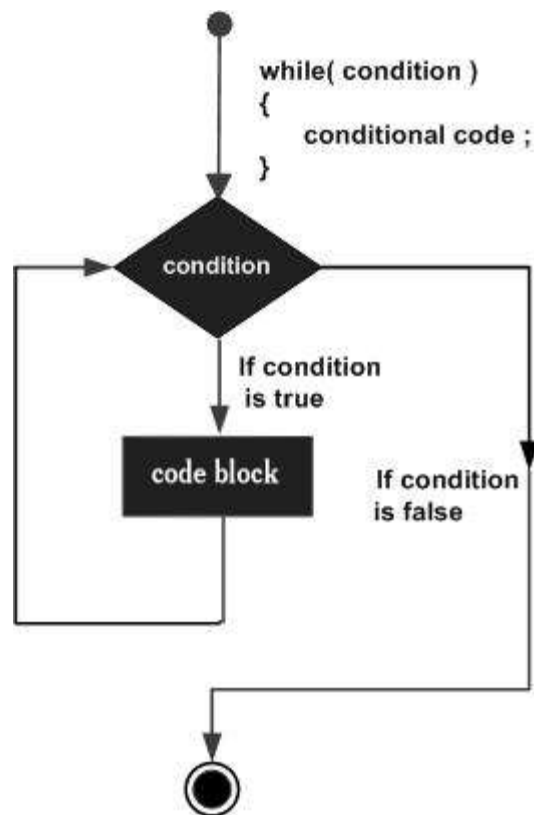 while( condition )
{
conditional code ;
}
condition
If condition
is true
code block
If condition
is false